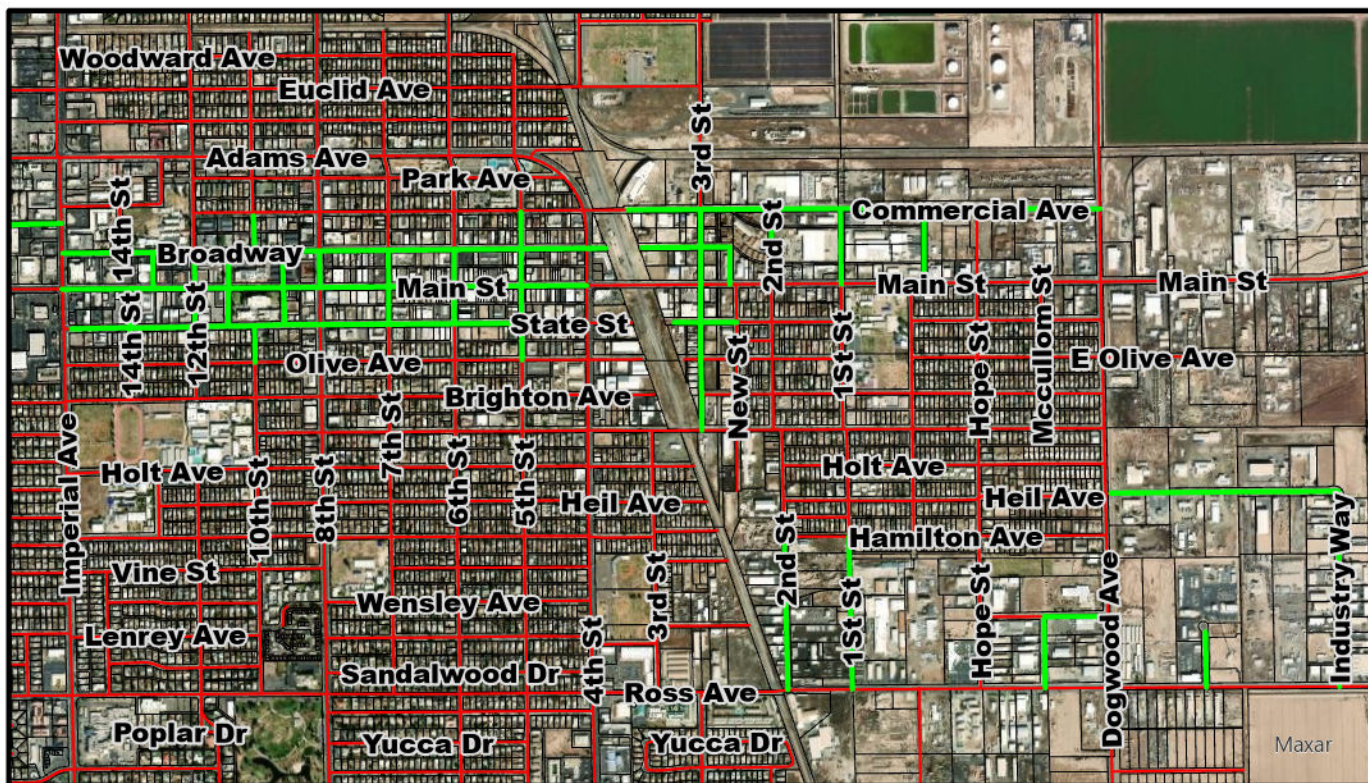 Woodward Ave
Euclid Ave
3rd St
Adams Ave
Park Ave
14th St
2nd St
Commercial Ave
Broadway
Main St
Main St
Main St
14th St
12th St
State St
1St St
Hope St
Mccullom St
Olive Ave
E Olive Ave
New St
Brighton Ave
7th St
Imperial Ave
Holt Ave
10th St
8th St
6th St
5th St
Holt Ave
Heil Ave
Heil Ave
Hamilton Ave
Vine St
3rd St
2nd St
1St St
Hope St
Dogwood Ave
Industry Way
Wensley Ave
Lenrey Ave
4th St
Sandalwood Dr
Ross Ave
Poplar Dr
Yucca Dr
Yucca Dr
Maxar